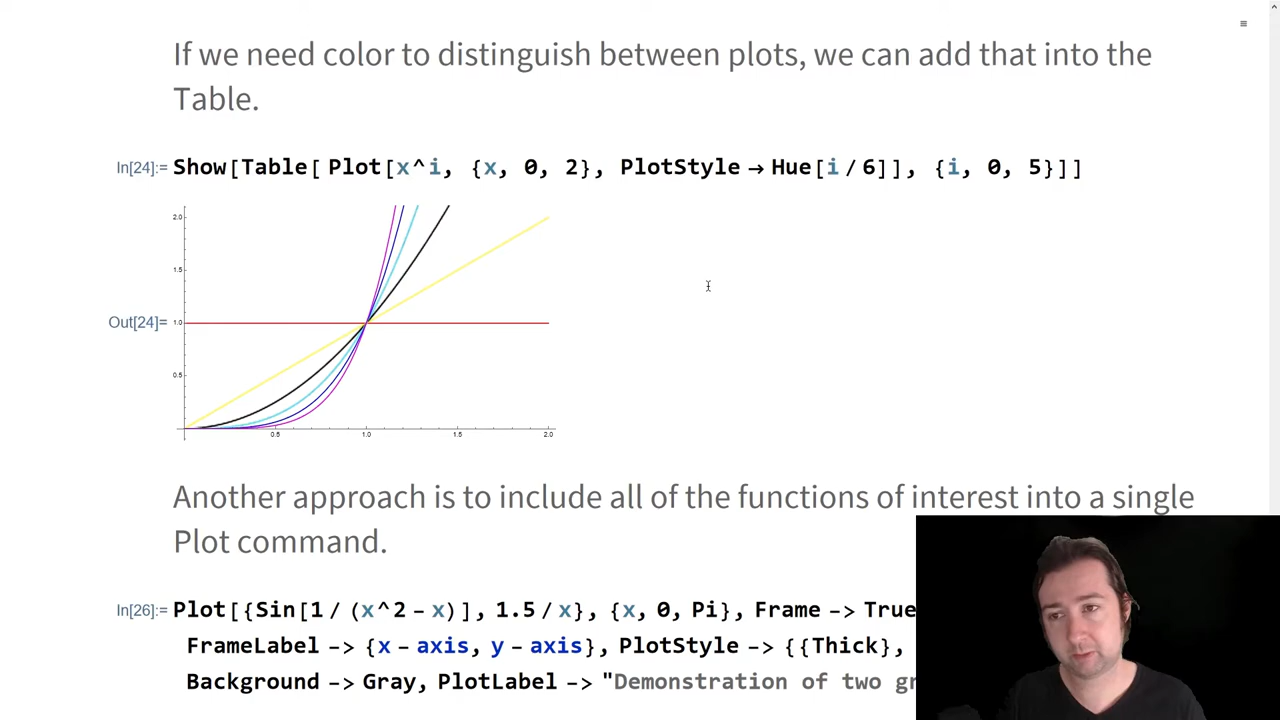 If we need color to distinguish between plots, we can add that into the
Table.
In[24]:= Show[Table[ Plot[x^i, {x, 0, 2}, PlotStyle → Hue[i / 6]], {i, 0, 5}]]
2.0
1.5
Out[24]= 1.0
0.5
0.5 1.0 1.5 2.0
Another approach is to include all of the functions of interest into a single
Plot command.
In[26]:= Plot[{Sin[1 / (x^2 - x)], 1.5 / x}, {x, 0, Pi}, Frame -> True
FrameLabel -> {x - axis, y - axis}, PlotStyle -> {{Thick},
Background -> Gray, PlotLabel -> "Demonstration of two gr